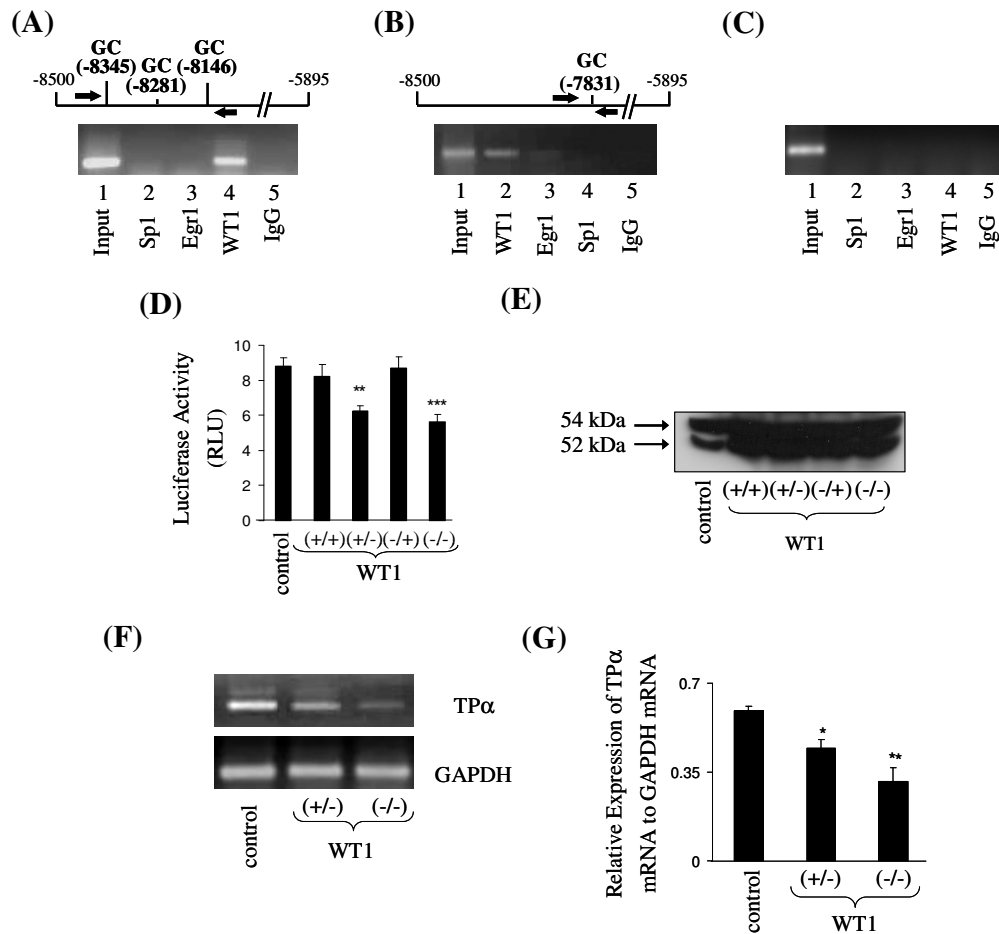 (A)
GC
(-8345)
GC
(-8281)
GC
(-8146)
-8500
-5895
1 2 3 4 5
Input Sp1 Egr1 WT1 IgG
(B)
GC
(-7831)
-8500
-5895
1 2 3 4 5
Input WT1 Egr1 Sp1 IgG
(C)
1 2 3 4 5
Input Sp1 Egr1 WT1 IgG
(D)
Luciferase Activity
(RLU)
10
8
6
4
2
0
**
***
control (+/+) (+/-) (-/+) (-/-)
WT1
(E)
54 kDa
52 kDa
control (+/+) (+/-) (-/+) (-/-)
WT1
(F)
TPα
GAPDH
control (+/-) (-/-)
WT1
(G)
Relative Expression of TPα
mRNA to GAPDH mRNA
0.7
0.35
0
*
**
control (+/-) (-/-)
WT1